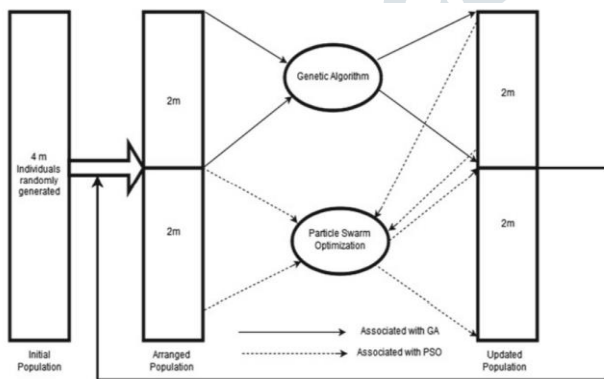 4 m
Individuals
randomly
generated
2m
2m
Genetic Algorithm
Particle Swarm
Optimization
2m
2m
Associated with GA
Associated with PSO
Initial
Population
Arranged
Population
Updated
Population